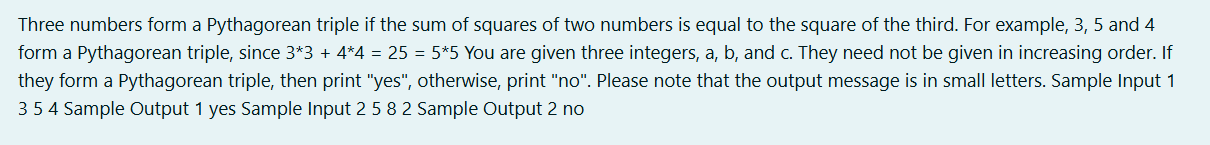 Three numbers form a Pythagorean triple if the sum of squares of two numbers is equal to the square of the third. For example, 3, 5 and 4
form a Pythagorean triple, since 3*3 + 4*4 = 25 = 5*5 You are given three integers, a, b, and c. They need not be given in increasing order. If
they form a Pythagorean triple, then print "yes", otherwise, print "no". Please note that the output message is in small letters. Sample Input 1
3 5 4 Sample Output 1 yes Sample Input 2 5 8 2 Sample Output 2 no